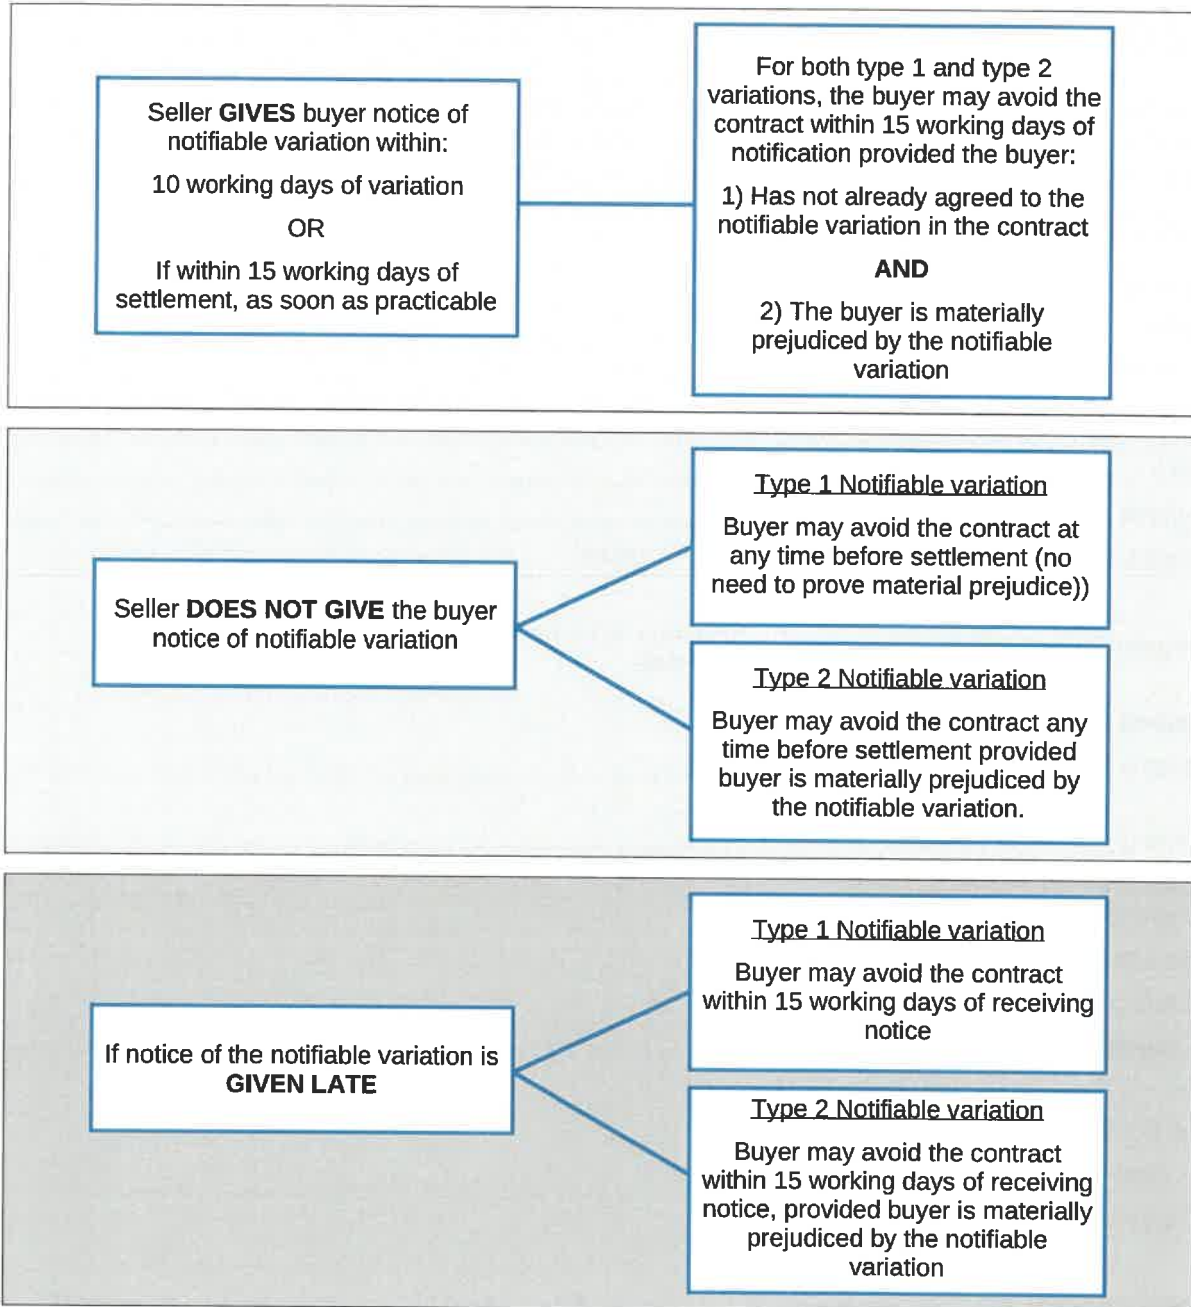 Seller GIVES buyer notice of
notifiable variation within:
10 working days of variation
OR
If within 15 working days of
settlement, as soon as practicable
For both type 1 and type 2
variations, the buyer may avoid the
contract within 15 working days of
notification provided the buyer:
1) Has not already agreed to the
notifiable variation in the contract
AND
2) The buyer is materially
prejudiced by the notifiable
variation
Seller DOES NOT GIVE the buyer
notice of notifiable variation
Type 1 Notifiable variation
Buyer may avoid the contract at
any time before settlement (no
need to prove material prejudice))
Type 2 Notifiable variation
Buyer may avoid the contract any
time before settlement provided
buyer is materially prejudiced by
the notifiable variation.
If notice of the notifiable variation is
GIVEN LATE
Type 1 Notifiable variation
Buyer may avoid the contract
within 15 working days of receiving
notice
Type 2 Notifiable variation
Buyer may avoid the contract
within 15 working days of receiving
notice, provided buyer is materially
prejudiced by the notifiable
variation